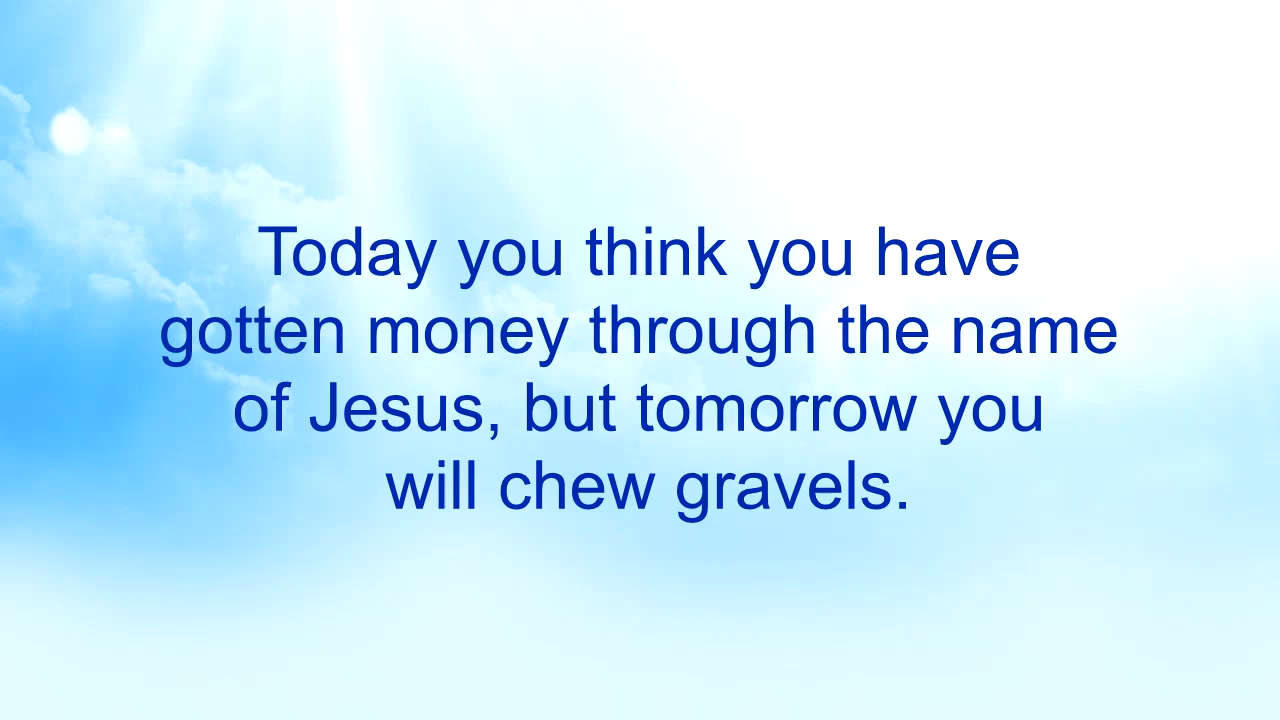 Today you think you have
gotten money through the name
of Jesus, but tomorrow you
will chew gravels.